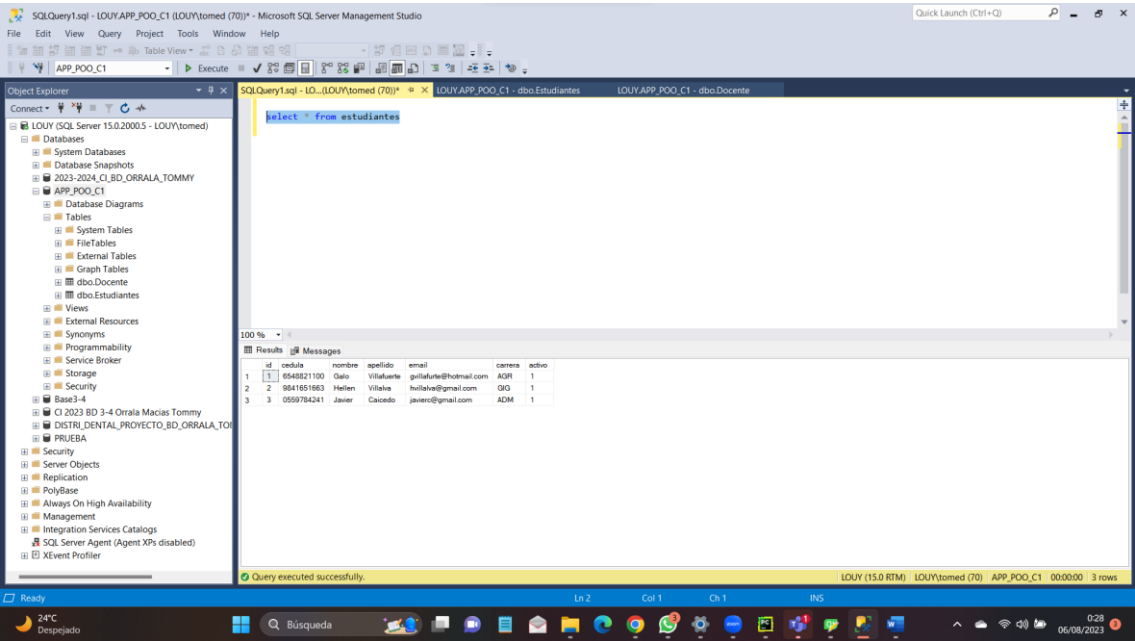 SQLQuery1.sql - LOUY.APP_POO_C1 (LOUY\tomed (70))* - Microsoft SQL Server Management Studio
Quick Launch (Ctrl+Q)
File Edit View Query Project Tools Window Help
Table View
APP_POO_C1 Execute
Object Explorer
SQLQuery1.sql - LO...(LOUY\tomed (70))* LOUY.APP_POO_C1 - dbo.Estudiantes LOUY.APP_POO_C1 - dbo.Docente
Connect
select * from estudiantes
LOUY (SQL Server 15.0.2000.5 - LOUY\tomed)
Databases
System Databases
Database Snapshots
2023-2024_CI_BD_ORRALA_TOMMY
APP_POO_C1
Database Diagrams
Tables
System Tables
FileTables
External Tables
Graph Tables
dbo.Docente
dbo.Estudiantes
Views
External Resources
Synonyms
Programmability
Service Broker
Storage
Security
Base3-4
CI 2023 BD 3-4 Orrala Macias Tommy
DISTRI_DENTAL_PROYECTO_BD_ORRALA_TOI
PRUEBA
Security
Server Objects
Replication
PolyBase
Always On High Availability
Management
Integration Services Catalogs
SQL Server Agent (Agent XPs disabled)
XEvent Profiler
100 %
Results Messages
id cedula nombre apellido email carrera activo
1 1 6548821100 Galo Villafuerte gvillafurte@hotmail.com AGR 1
2 2 9841651663 Hellen Villalva hvillalva@gmail.com GIG 1
3 3 0559784241 Javier Caicedo javierc@gmail.com ADM 1
Query executed successfully.
LOUY (15.0 RTM) LOUY\tomed (70) APP_POO_C1 00:00:00 3 rows
Ready Ln 2 Col 1 Ch 1 INS
24°C
Despejado
Búsqueda
0:28
06/08/2023